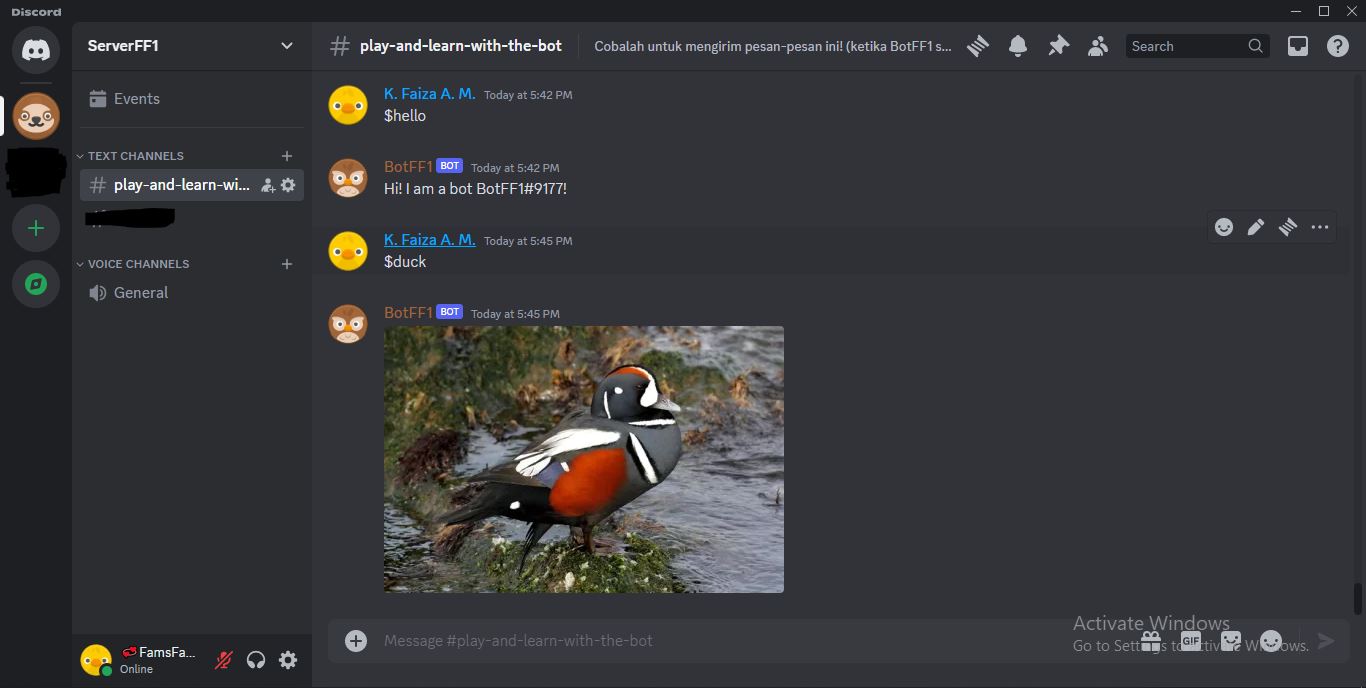 Discord
ServerFF1
play-and-learn-with-the-bot
Cobalah untuk mengirim pesan-pesan ini! (ketika BotFF1 s...
Search
Events
TEXT CHANNELS
play-and-learn-wi...
VOICE CHANNELS
General
K. Faiza A. M. Today at 5:42 PM
$hello
BotFF1 BOT Today at 5:42 PM
Hi! I am a bot BotFF1#9177!
K. Faiza A. M. Today at 5:45 PM
$duck
BotFF1 BOT Today at 5:45 PM
Message #play-and-learn-with-the-bot
GIF
Activate Windows
Go to Settings to activate Windows.
FamsFa...
Online